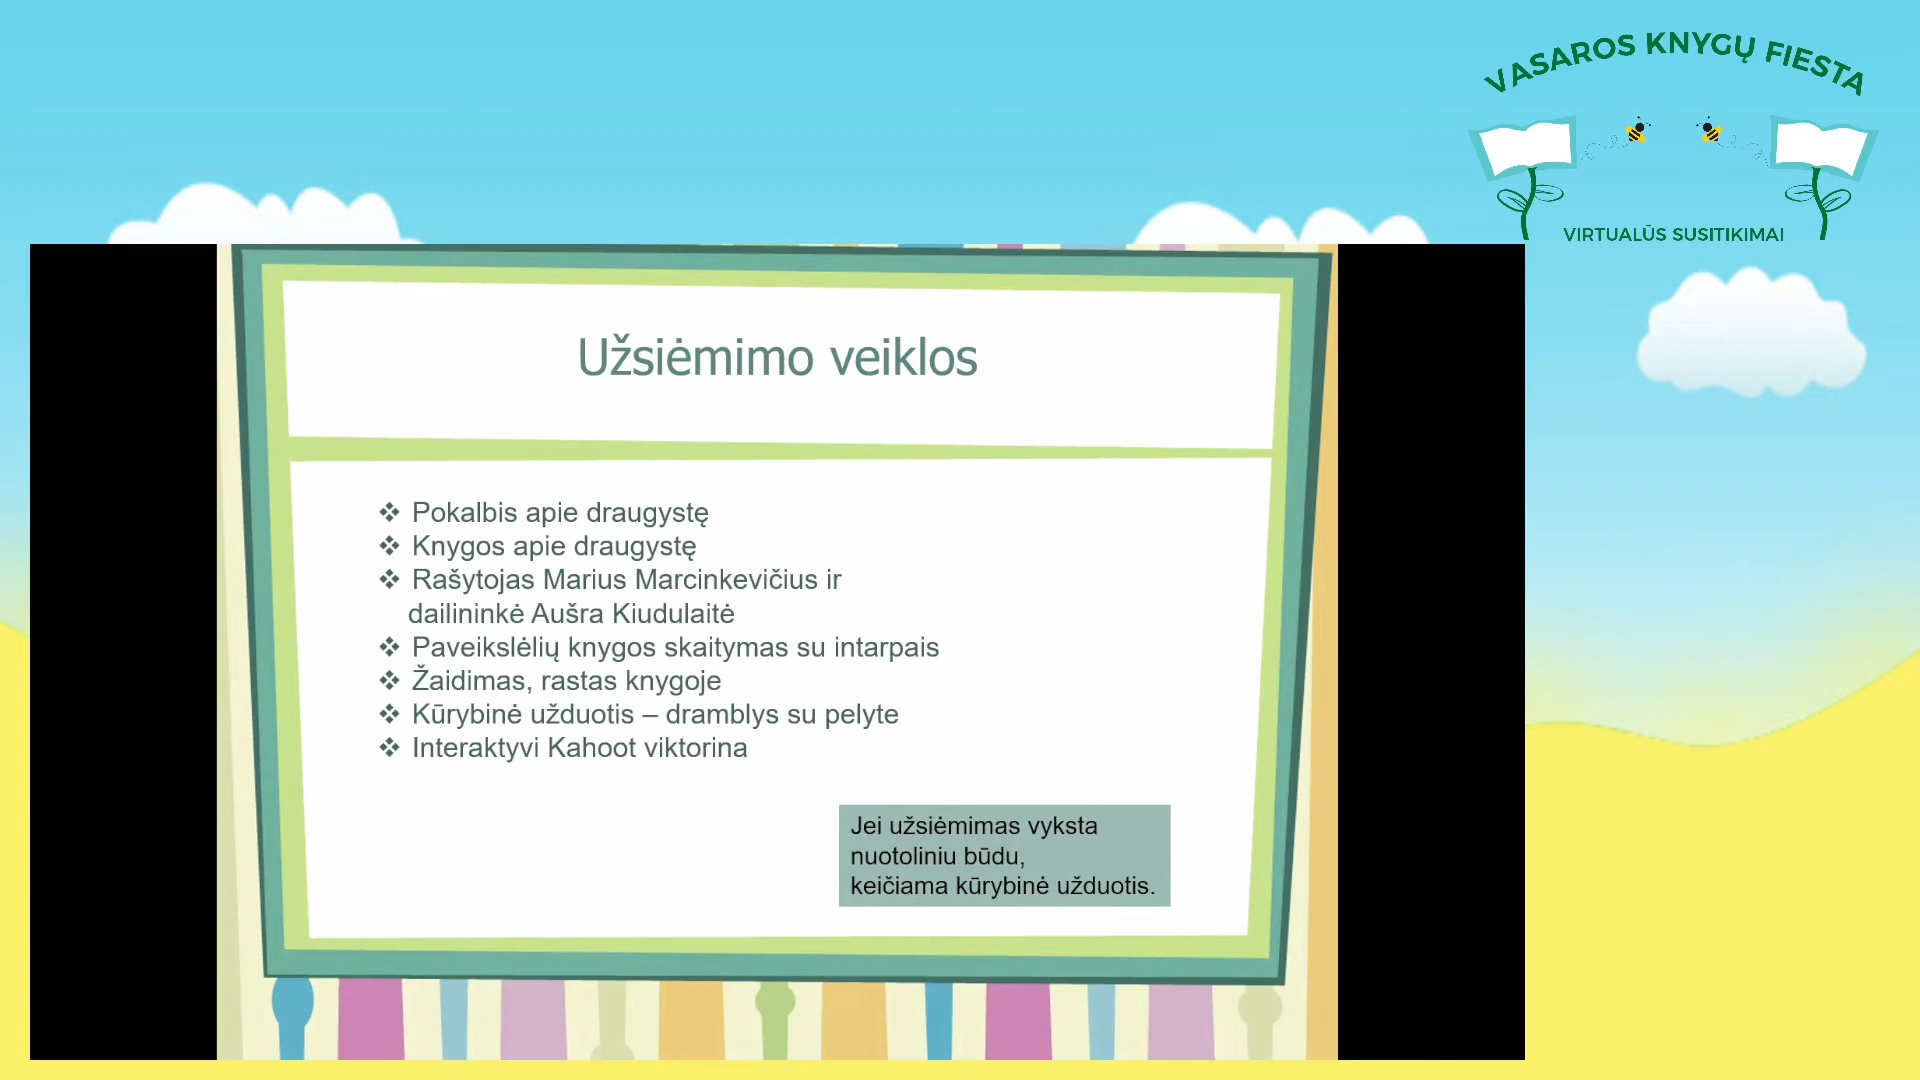 VASAROS KNYGŲ FIESTA
VIRTUALŪS SUSITIKIMAI
Užsiėmimo veiklos
❖ Pokalbis apie draugystę
❖ Knygos apie draugystę
❖ Rašytojas Marius Marcinkevičius ir
dailininkė Aušra Kiudulaitė
❖ Paveikslėlių knygos skaitymas su intarpais
❖ Žaidimas, rastas knygoje
❖ Kūrybinė užduotis – dramblys su pelyte
❖ Interaktyvi Kahoot viktorina
Jei užsiėmimas vyksta
nuotoliniu būdu,
keičiama kūrybinė užduotis.